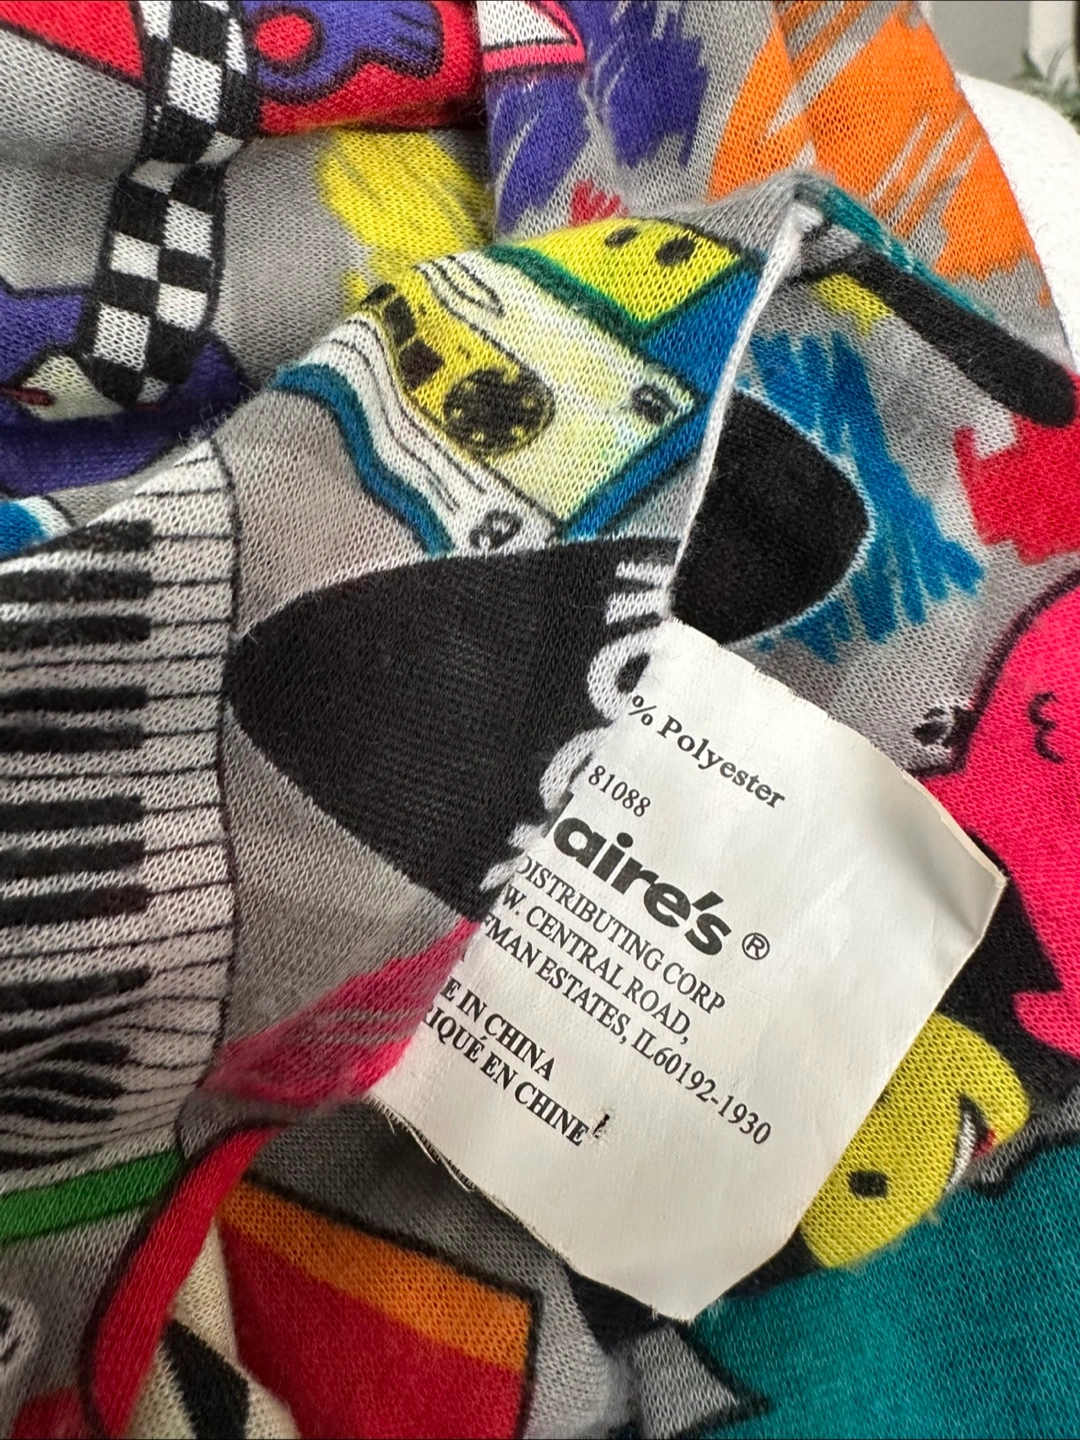 % Polyester
81088
laire's ®
DISTRIBUTING CORP
W. CENTRAL ROAD,
FMAN ESTATES, IL60192-1930
E IN CHINA
RIQUÉ EN CHINE